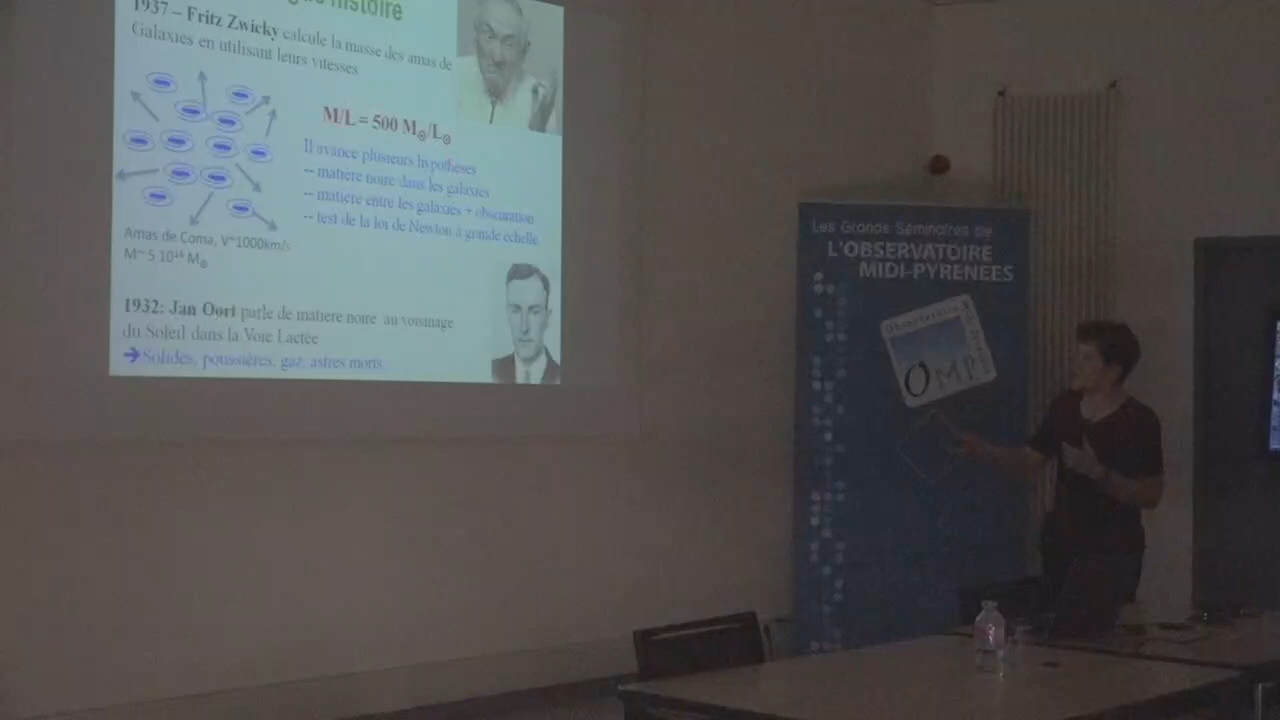 histoire
1937 – Fritz Zwicky calcule la masse des amas de
Galaxies en utilisant leurs vitesses
M/L = 500 M☉/L☉
Il avance plusieurs hypothèses
-- matière noire dans les galaxies
-- matière entre les galaxies + obscuration
-- test de la loi de Newton à grande échelle
Amas de Coma, V~1000km/s
M~ 5 10¹⁴ M☉
1932: Jan Oort parle de matière noire au voisinage
du Soleil dans la Voie Lactée
➔Solides, poussières, gaz, astres morts
Les Grands Séminaires de
L'OBSERVATOIRE
MIDI-PYRENEES
Observatoire
OMP